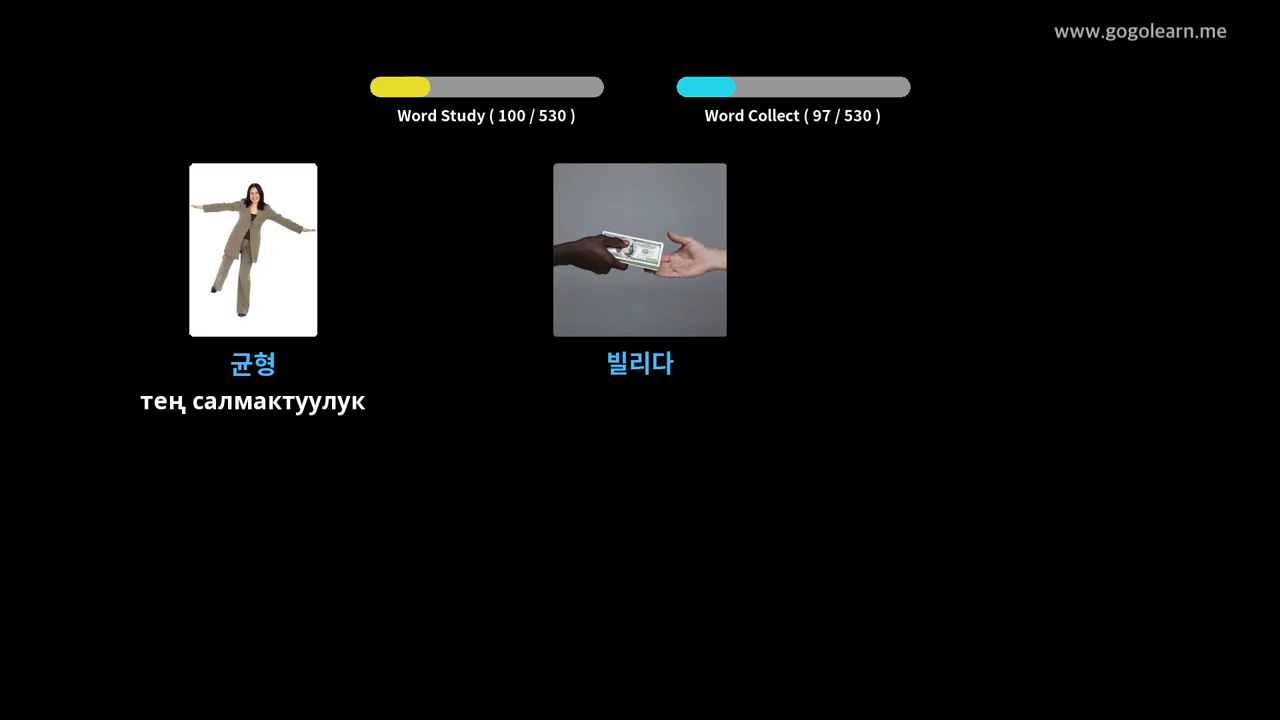 www.gogolearn.me
Word Study ( 100 / 530 )
Word Collect ( 97 / 530 )
균형
тең салмактуулук
빌리다